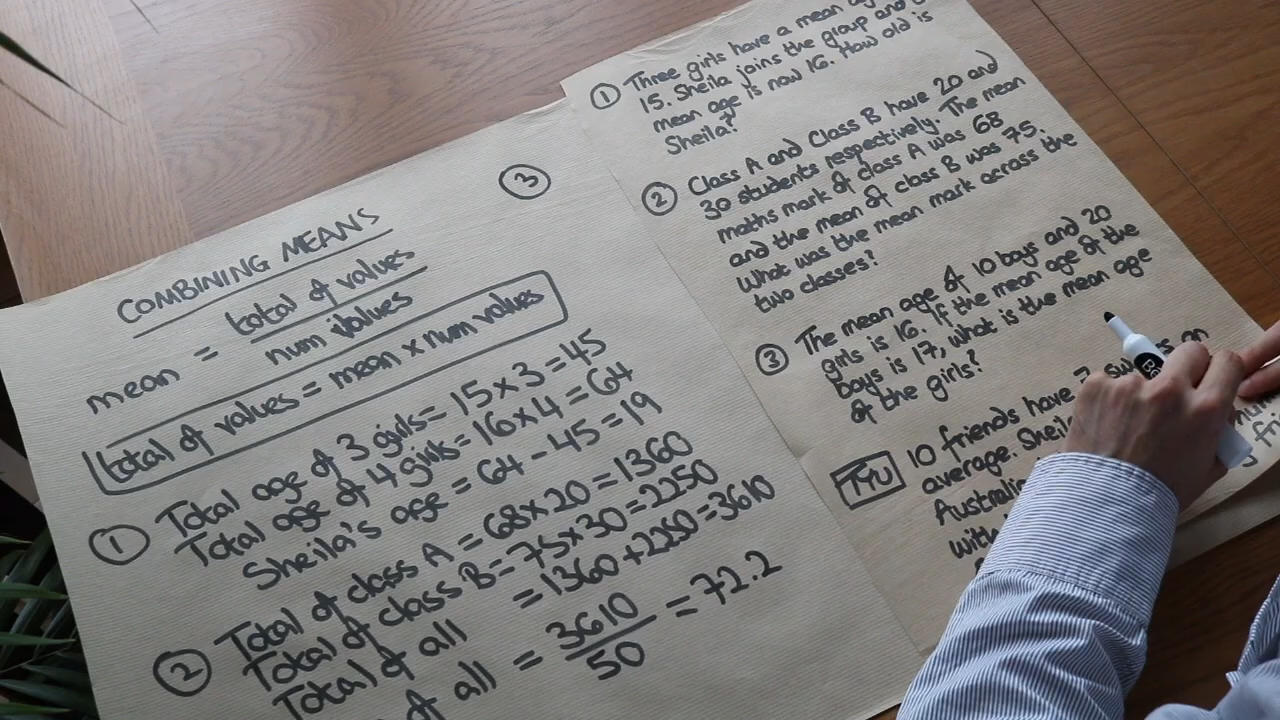 COMBINING MEANS
mean = total of values
num values
total of values = mean x num values
① Total age of 3 girls = 15 x 3 = 45
Total age of 4 girls = 16 x 4 = 64
Sheila's age = 64 - 45 = 19
② Total of class A = 68 x 20 = 1360
Total of class B = 75 x 30 = 2250
Total of all = 1360 + 2250 = 3610
of all = 3610 = 72.2
50
③
① Three girls have a mean
15. Sheila joins the group and
mean age is now 16. How old is
Sheila?
② Class A and Class B have 20 and
30 students respectively. The mean
maths mark of class A was 68
and the mean of class B was 75.
What was the mean mark across the
two classes?
③ The mean age of 10 boys and 20
girls is 16. If the mean age of the
boys is 17, what is the mean age
of the girls?
TYU 10 friends have 7 on
average.